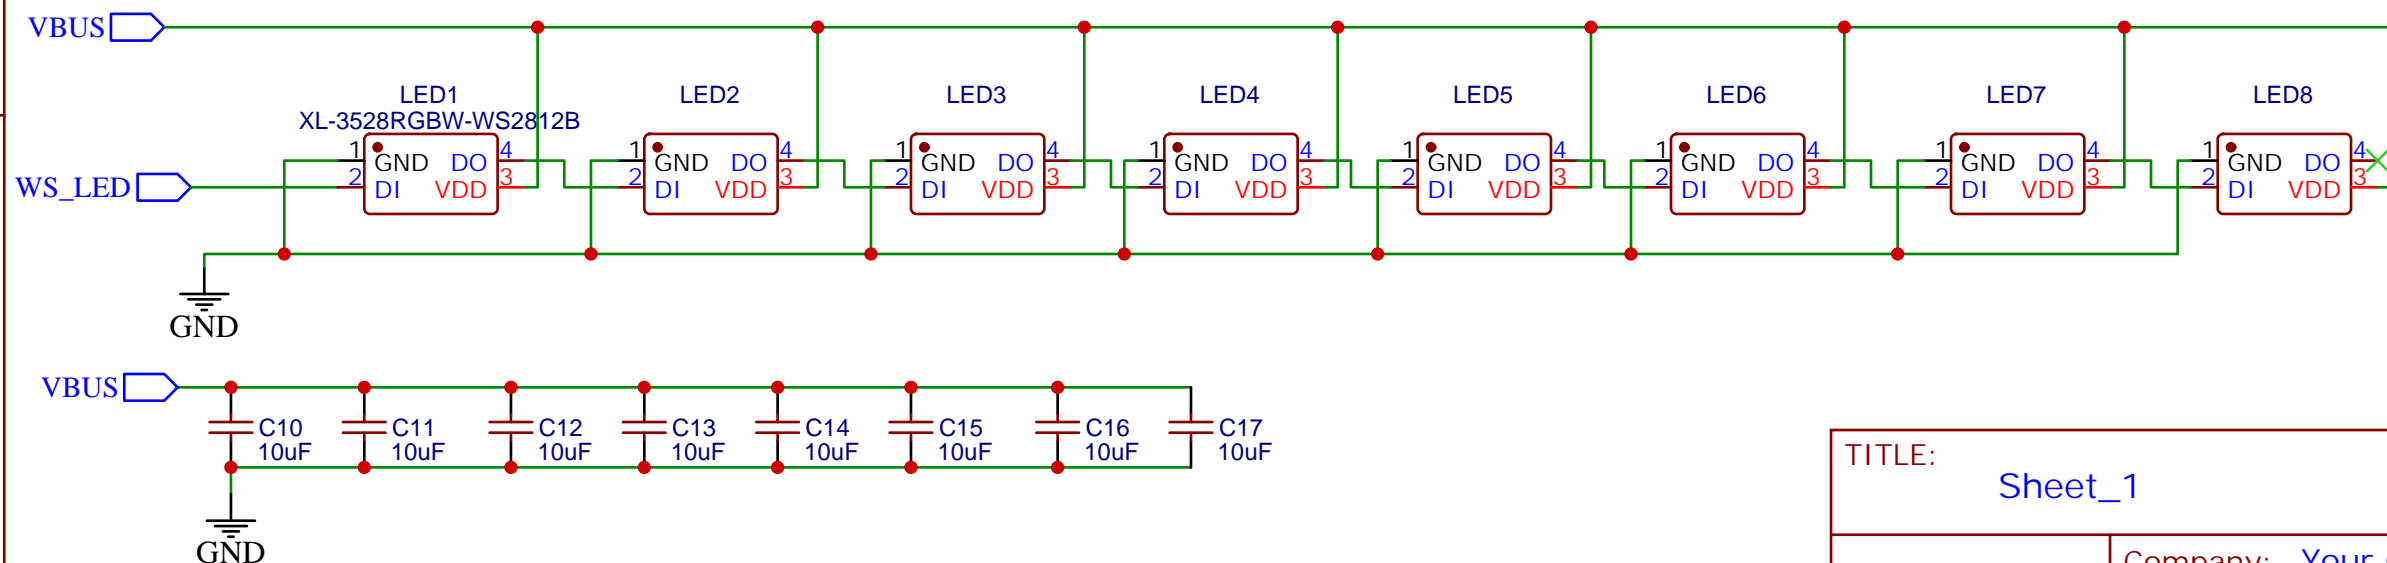 VBUS
LED1 LED2 LED3 LED4 LED5 LED6 LED7 LED8
XL-3528RGBW-WS2812B
1 GND DO 4 1 GND DO 4 1 GND DO 4 1 GND DO 4 1 GND DO 4 1 GND DO 4 1 GND DO 4 1 GND DO 4
WS_LED 2 DI VDD 3 2 DI VDD 3 2 DI VDD 3 2 DI VDD 3 2 DI VDD 3 2 DI VDD 3 2 DI VDD 3 2 DI VDD 3
GND
VBUS
C10 C11 C12 C13 C14 C15 C16 C17
10uF 10uF 10uF 10uF 10uF 10uF 10uF 10uF
GND
TITLE:
Sheet_1
Company: Your